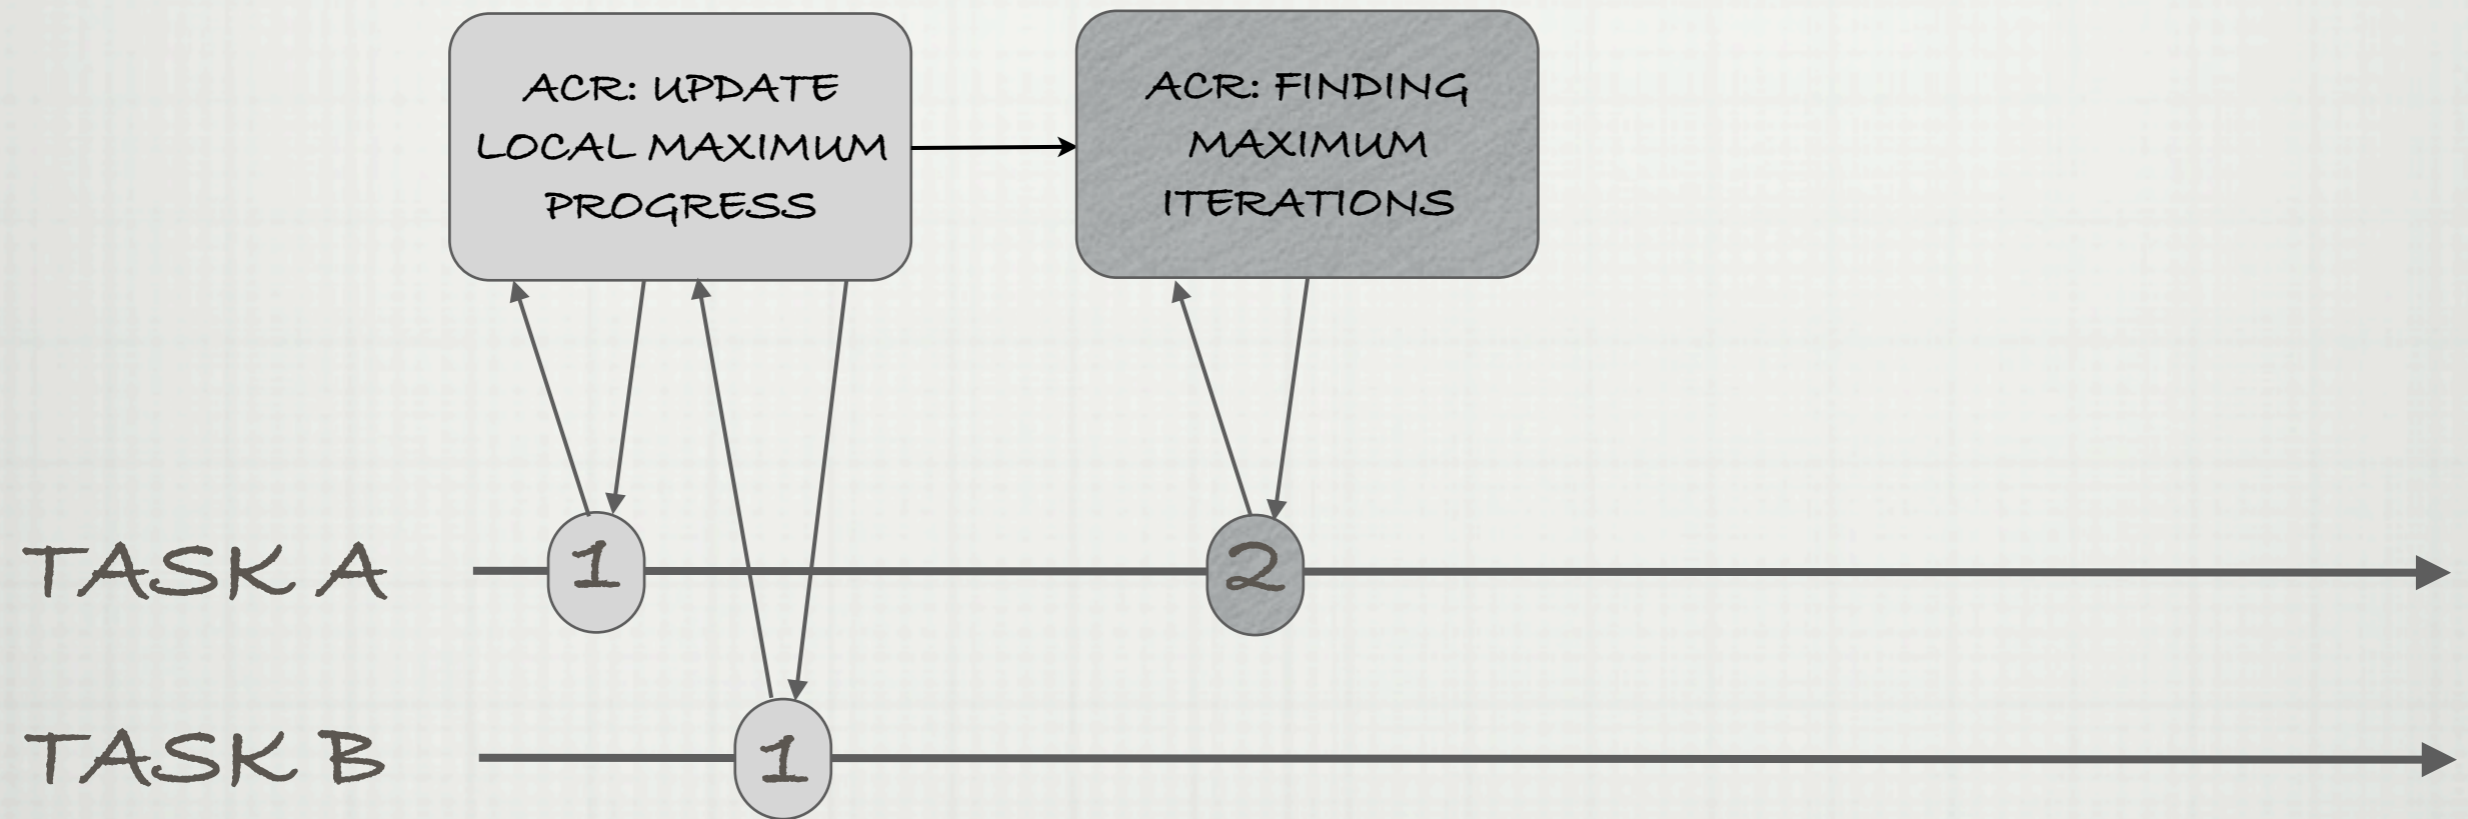 ACR: UPDATE
LOCAL MAXIMUM
PROGRESS
ACR: FINDING
MAXIMUM
ITERATIONS
TASK A
1
2
TASK B
1